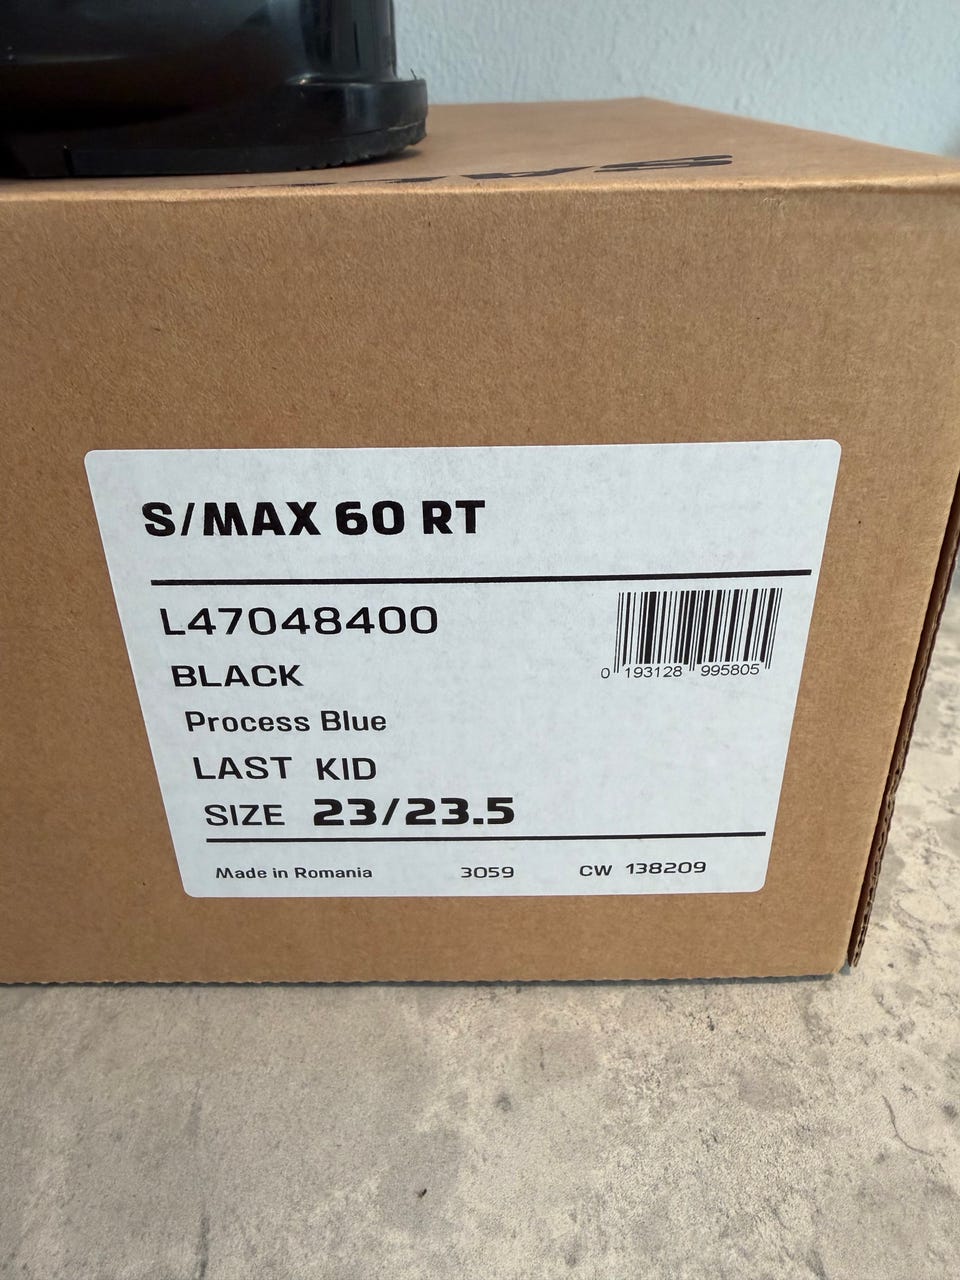 S/MAX 60 RT
L47048400
BLACK
Process Blue
LAST KID
SIZE 23/23.5
0 193128 995805
Made in Romania 3059 CW 138209